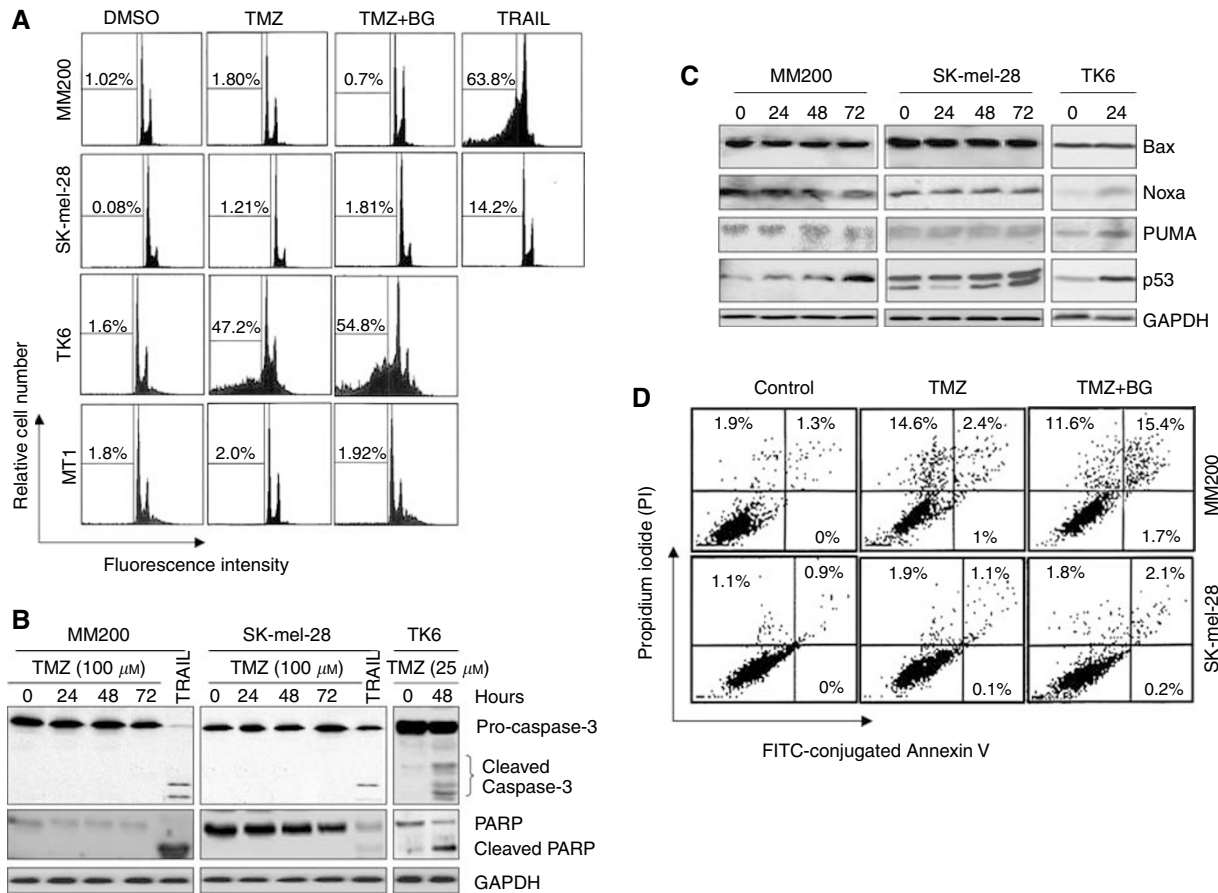 A
DMSO TMZ TMZ+BG TRAIL
MM200
1.02% 1.80% 0.7% 63.8%
SK-mel-28
0.08% 1.21% 1.81% 14.2%
TK6
1.6% 47.2% 54.8%
MT1
1.8% 2.0% 1.92%
Relative cell number
Fluorescence intensity
B
MM200 SK-mel-28 TK6
TMZ (100 μM) TRAIL TMZ (100 μM) TRAIL TMZ (25 μM)
0 24 48 72 0 24 48 72 0 48 Hours
Pro-caspase-3
Cleaved
Caspase-3
PARP
Cleaved PARP
GAPDH
C
MM200 SK-mel-28 TK6
0 24 48 72 0 24 48 72 0 24
Bax
Noxa
PUMA
p53
GAPDH
D
Control TMZ TMZ+BG
1.9% 1.3% 14.6% 2.4% 11.6% 15.4%
0% 1% 1.7%
MM200
1.1% 0.9% 1.9% 1.1% 1.8% 2.1%
0% 0.1% 0.2%
SK-mel-28
Propidium iodide (PI)
FITC-conjugated Annexin V